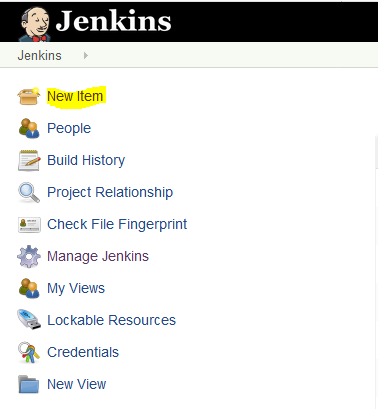 Jenkins
Jenkins
New Item
People
Build History
Project Relationship
Check File Fingerprint
Manage Jenkins
My Views
Lockable Resources
Credentials
New View